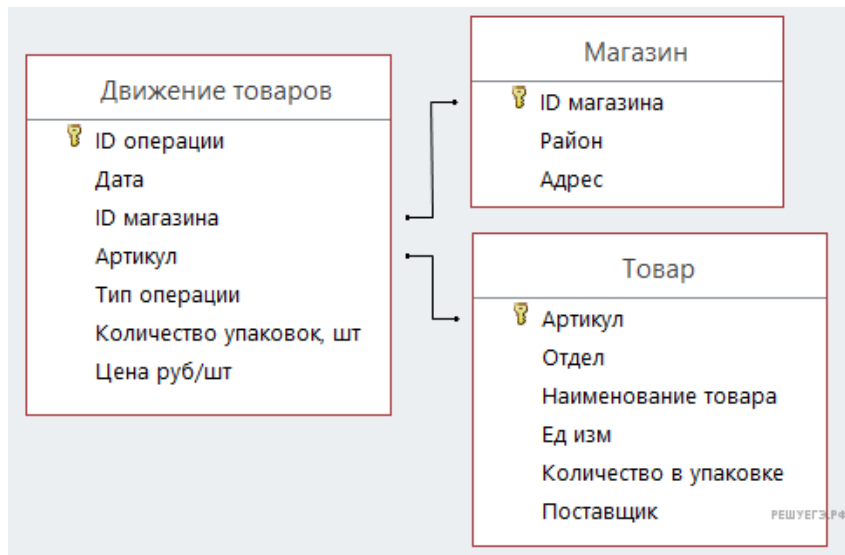 Движение товаров
ID операции
Дата
ID магазина
Артикул
Тип операции
Количество упаковок, шт
Цена руб/шт
Магазин
ID магазина
Район
Адрес
Товар
Артикул
Отдел
Наименование товара
Ед изм
Количество в упаковке
Поставщик
РЕШУЕГЭ.РФ